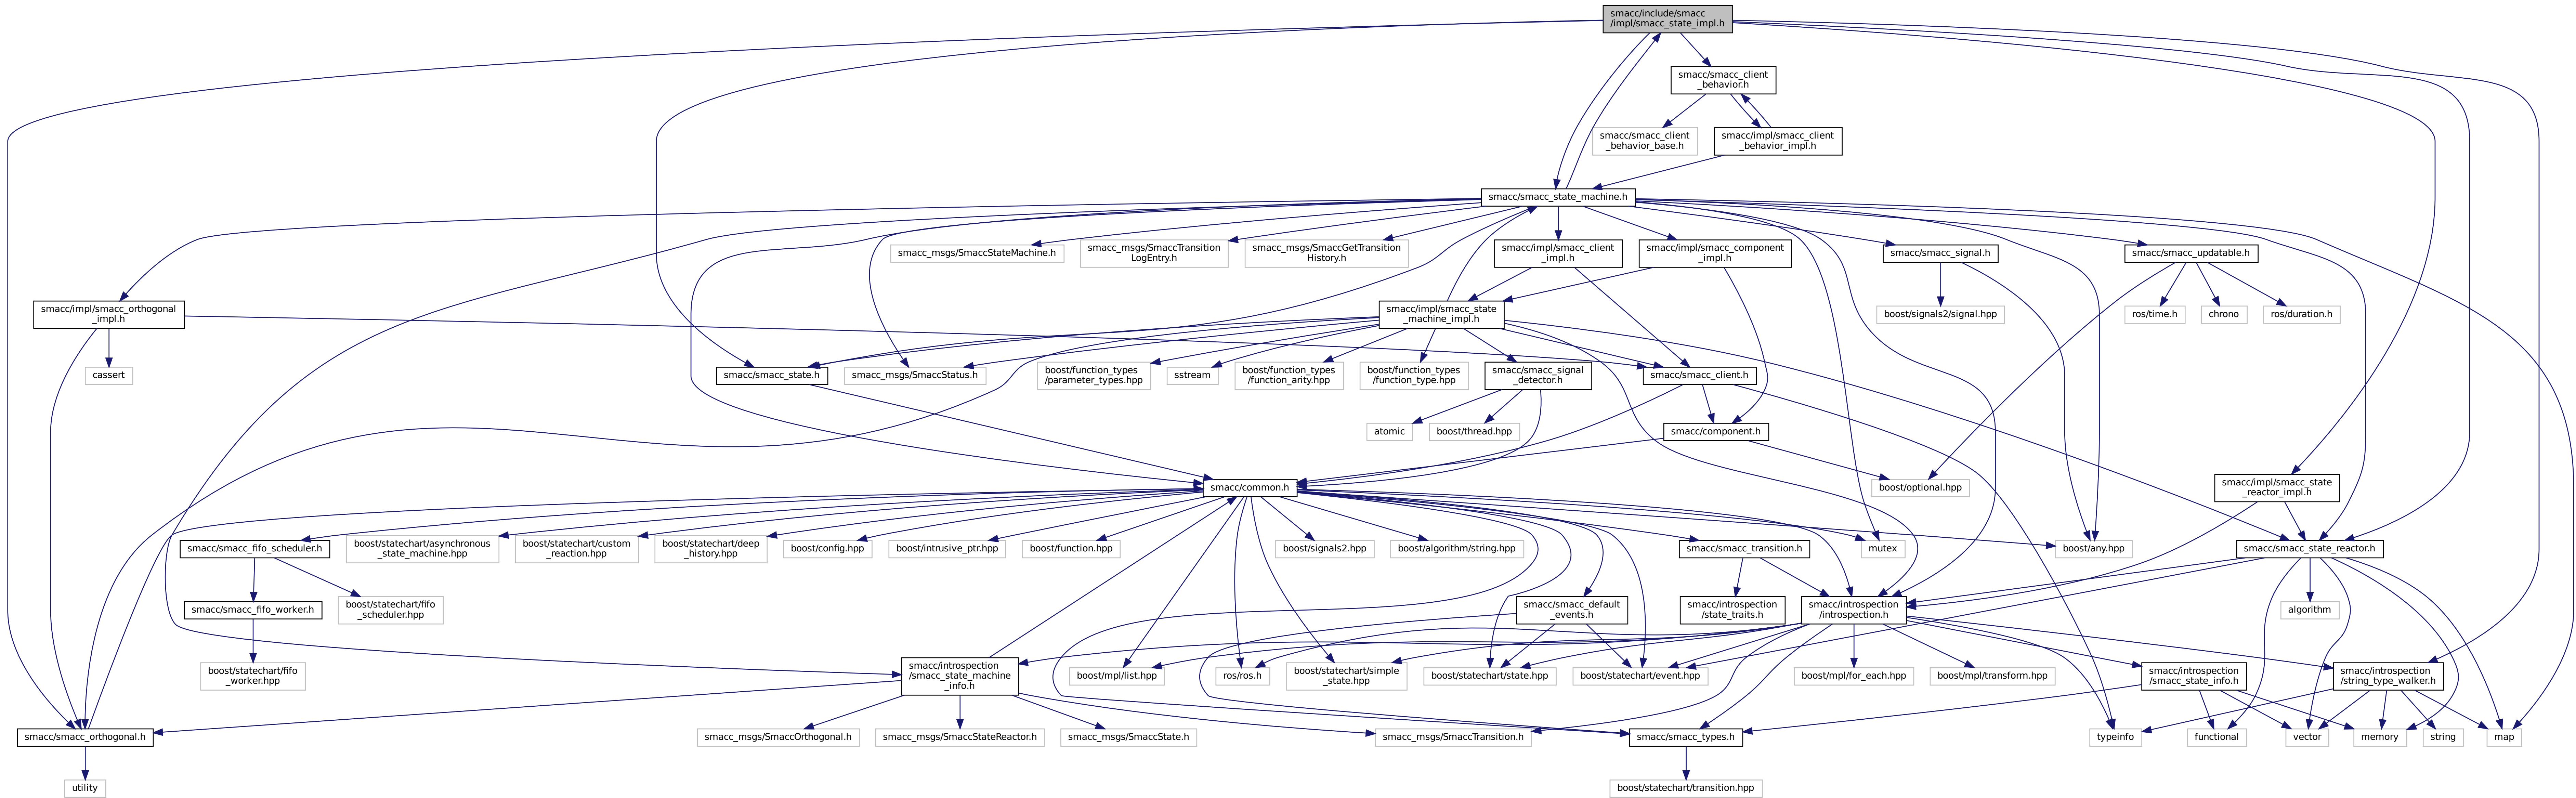 smacc/include/smacc
/impl/smacc_state_impl.h
smacc/smacc_client
_behavior.h
smacc/smacc_client
_behavior_base.h
smacc/impl/smacc_client
_behavior_impl.h
smacc/smacc_state_machine.h
smacc_msgs/SmaccStateMachine.h
smacc_msgs/SmaccTransition
LogEntry.h
smacc_msgs/SmaccGetTransition
History.h
smacc/impl/smacc_client
_impl.h
smacc/impl/smacc_component
_impl.h
smacc/smacc_signal.h
smacc/smacc_updatable.h
smacc/impl/smacc_orthogonal
_impl.h
smacc/impl/smacc_state
_machine_impl.h
boost/signals2/signal.hpp
ros/time.h
chrono
ros/duration.h
cassert
smacc/smacc_state.h
smacc_msgs/SmaccStatus.h
boost/function_types
/parameter_types.hpp
sstream
boost/function_types
/function_arity.hpp
boost/function_types
/function_type.hpp
smacc/smacc_signal
_detector.h
smacc/smacc_client.h
atomic
boost/thread.hpp
smacc/component.h
smacc/common.h
boost/optional.hpp
smacc/impl/smacc_state
_reactor_impl.h
smacc/smacc_fifo_scheduler.h
boost/statechart/asynchronous
_state_machine.hpp
boost/statechart/custom
_reaction.hpp
boost/statechart/deep
_history.hpp
boost/config.hpp
boost/intrusive_ptr.hpp
boost/function.hpp
boost/signals2.hpp
boost/algorithm/string.hpp
smacc/smacc_transition.h
mutex
boost/any.hpp
smacc/smacc_state_reactor.h
smacc/smacc_fifo_worker.h
boost/statechart/fifo
_scheduler.hpp
smacc/smacc_default
_events.h
smacc/introspection
/state_traits.h
smacc/introspection
/introspection.h
algorithm
boost/statechart/fifo
_worker.hpp
smacc/introspection
/smacc_state_machine
_info.h
boost/mpl/list.hpp
ros/ros.h
boost/statechart/simple
_state.hpp
boost/statechart/state.hpp
boost/statechart/event.hpp
boost/mpl/for_each.hpp
boost/mpl/transform.hpp
smacc/introspection
/smacc_state_info.h
smacc/introspection
/string_type_walker.h
smacc/smacc_orthogonal.h
smacc_msgs/SmaccOrthogonal.h
smacc_msgs/SmaccStateReactor.h
smacc_msgs/SmaccState.h
smacc_msgs/SmaccTransition.h
smacc/smacc_types.h
typeinfo
functional
vector
memory
string
map
utility
boost/statechart/transition.hpp